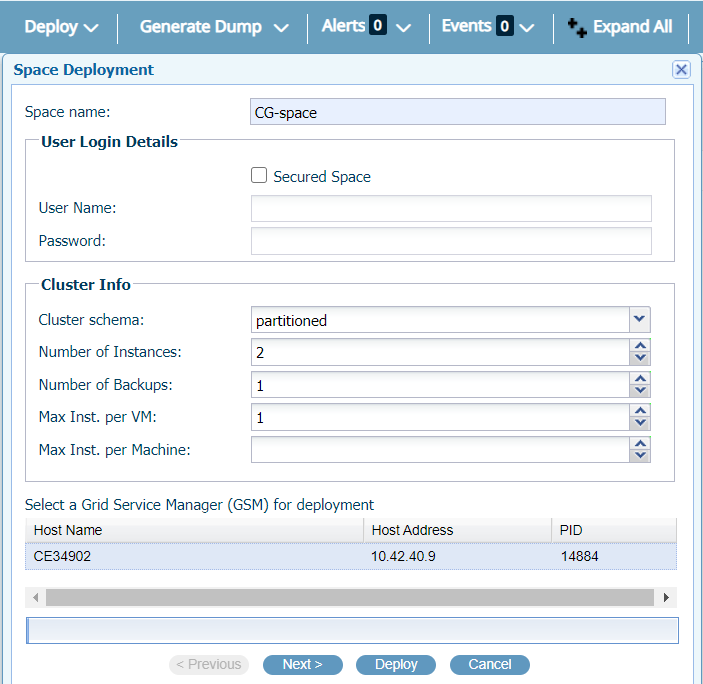 Deploy Generate Dump Alerts 0 Events 0 Expand All
Space Deployment
Space name: CG-space
User Login Details
Secured Space
User Name:
Password:
Cluster Info
Cluster schema: partitioned
Number of Instances: 2
Number of Backups: 1
Max Inst. per VM: 1
Max Inst. per Machine:
Select a Grid Service Manager (GSM) for deployment
Host Name Host Address PID
CE34902 10.42.40.9 14884
< Previous Next > Deploy Cancel